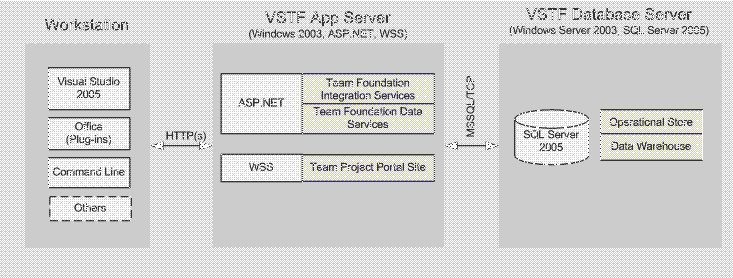 Workstation
Visual Studio
2005
Office
(Plug-ins)
Command Line
Others
HTTP(s)
VSTF App Server
(Windows 2003, ASP.NET, WSS)
ASP.NET
Team Foundation
Integration Services
Team Foundation Data
Services
WSS
Team Project Portal Site
MSSQL/TCP
VSTF Database Server
(Windows Server 2003, SQL Server 2005)
SQL Server
2005
Operational Store
Data Warehouse